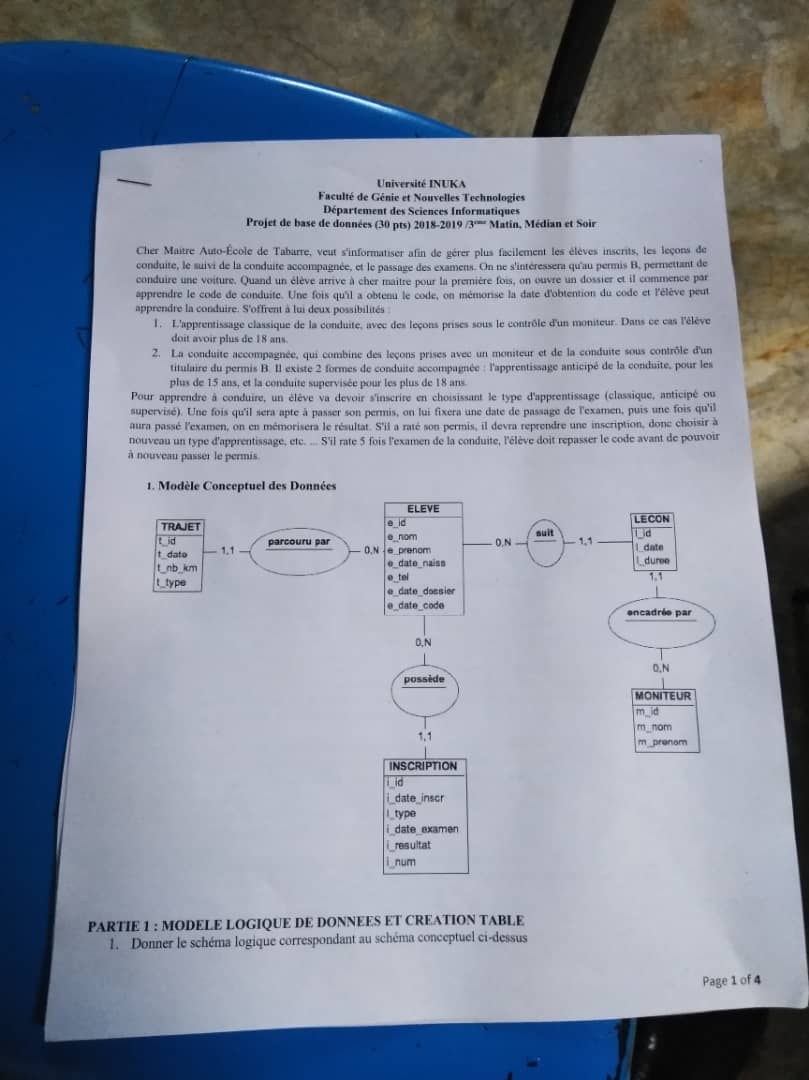 Université INUKA
Faculté de Génie et Nouvelles Technologies
Département des Sciences Informatiques
Projet de base de données (30 pts) 2018-2019 /3ème Matin, Médian et Soir
Cher Maitre Auto-École de Tabarre, veut s'informatiser afin de gérer plus facilement les élèves inscrits, les leçons de
conduite, le suivi de la conduite accompagnée, et le passage des examens. On ne s'intéressera qu'au permis B, permettant de
conduire une voiture. Quand un élève arrive à cher maitre pour la première fois, on ouvre un dossier et il commence par
apprendre le code de conduite. Une fois qu'il a obtenu le code, on mémorise la date d'obtention du code et l'élève peut
apprendre la conduire. S'offrent à lui deux possibilités :
1. L'apprentissage classique de la conduite, avec des leçons prises sous le contrôle d'un moniteur. Dans ce cas l'élève
doit avoir plus de 18 ans.
2. La conduite accompagnée, qui combine des leçons prises avec un moniteur et de la conduite sous contrôle d'un
titulaire du permis B. Il existe 2 formes de conduite accompagnée : l'apprentissage anticipé de la conduite, pour les
plus de 15 ans, et la conduite supervisée pour les plus de 18 ans.
Pour apprendre à conduire, un élève va devoir s'inscrire en choisissant le type d'apprentissage (classique, anticipé ou
supervisé). Une fois qu'il sera apte à passer son permis, on lui fixera une date de passage de l'examen, puis une fois qu'il
aura passé l'examen, on en mémorisera le résultat. S'il a raté son permis, il devra reprendre une inscription, donc choisir à
nouveau un type d'apprentissage, etc. ... S'il rate 5 fois l'examen de la conduite, l'élève doit repasser le code avant de pouvoir
à nouveau passer le permis.
1. Modèle Conceptuel des Données
TRAJET
t_id
t_date
t_nb_km
t_type
1,1
parcouru par
0,N
ELEVE
e_id
e_nom
e_prenom
e_date_naiss
e_tel
e_date_dossier
e_date_code
0,N
suit
1,1
LECON
l_id
l_date
l_duree
1,1
encadrée par
0,N
MONITEUR
m_id
m_nom
m_prenom
0,N
possède
1,1
INSCRIPTION
i_id
i_date_inscr
i_type
i_date_examen
i_resultat
i_num
PARTIE 1 : MODELE LOGIQUE DE DONNEES ET CREATION TABLE
1. Donner le schéma logique correspondant au schéma conceptuel ci-dessus
Page 1 of 4